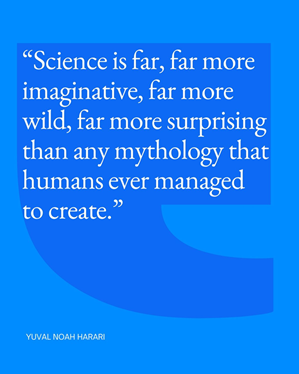 “Science is far, far more
imaginative, far more
wild, far more surprising
than any mythology that
humans ever managed
to create.”
YUVAL NOAH HARARI